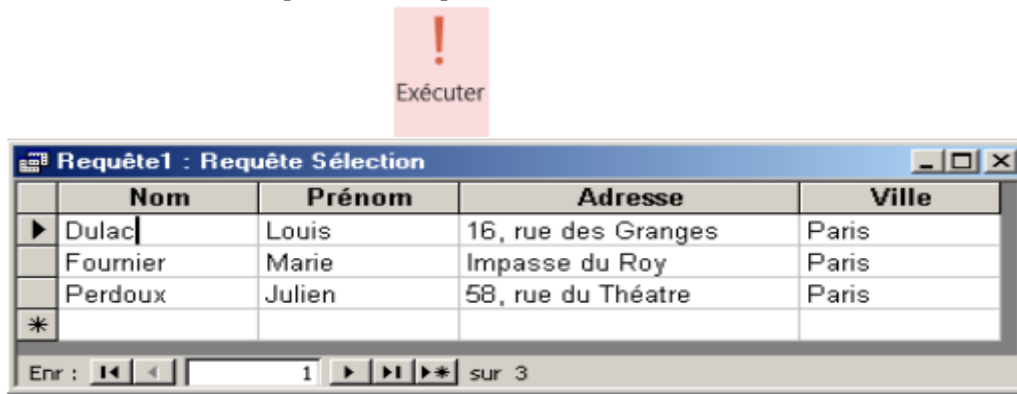 !
Exécuter
Requête1 : Requête Sélection
Nom Prénom Adresse Ville
Dulac Louis 16, rue des Granges Paris
Fournier Marie Impasse du Roy Paris
Perdoux Julien 58, rue du Théatre Paris
Enr : 1 sur 3